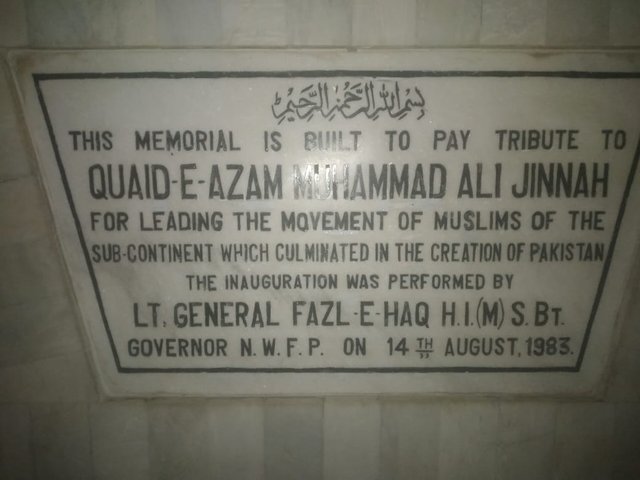 بسم الله الرحمن الرحيم
THIS MEMORIAL IS BUILT TO PAY TRIBUTE TO
QUAID-E-AZAM MUHAMMAD ALI JINNAH
FOR LEADING THE MOVEMENT OF MUSLIMS OF THE
SUB-CONTINENT WHICH CULMINATED IN THE CREATION OF PAKISTAN
THE INAUGURATION WAS PERFORMED BY
LT. GENERAL FAZL-E-HAQ H.I.(M) S.BT.
GOVERNOR N.W.F.P. ON 14TH AUGUST, 1983.